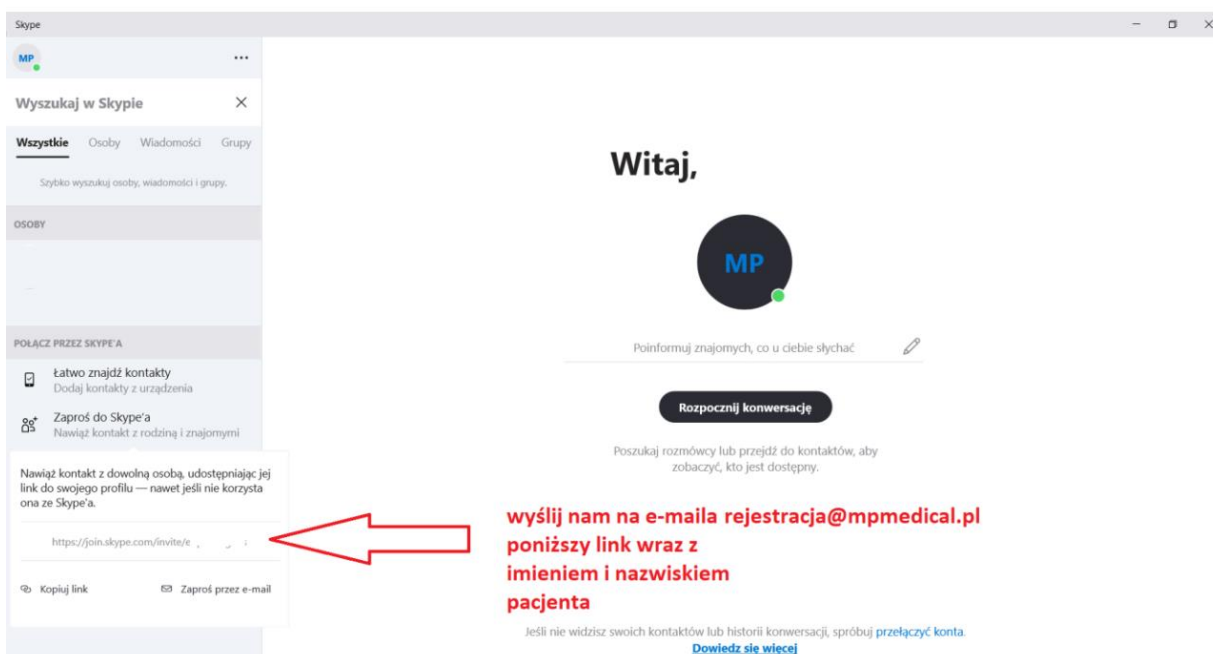 Skype
MP
Wyszukaj w Skypie
Wszystkie Osoby Wiadomości Grupy
Szybko wyszukuj osoby, wiadomości i grupy.
OSOBY
POŁĄCZ PRZEZ SKYPE'A
Łatwo znajdź kontakty
Dodaj kontakty z urządzenia
Zaproś do Skype'a
Nawiąż kontakt z rodziną i znajomymi
Nawiąż kontakt z dowolną osobą, udostępniając jej
link do swojego profilu — nawet jeśli nie korzysta
ona ze Skype'a.
https://join.skype.com/invite/e
Kopiuj link Zaproś przez e-mail
Witaj,
MP
Poinformuj znajomych, co u ciebie słychać
Rozpocznij konwersację
Poszukaj rozmówcy lub przejdź do kontaktów, aby
zobaczyć, kto jest dostępny.
wyślij nam na e-maila rejestracja@mpmedical.pl
poniższy link wraz z
imieniem i nazwiskiem
pacjenta
Jeśli nie widzisz swoich kontaktów lub historii konwersacji, spróbuj przełączyć konta.
Dowiedz się więcej